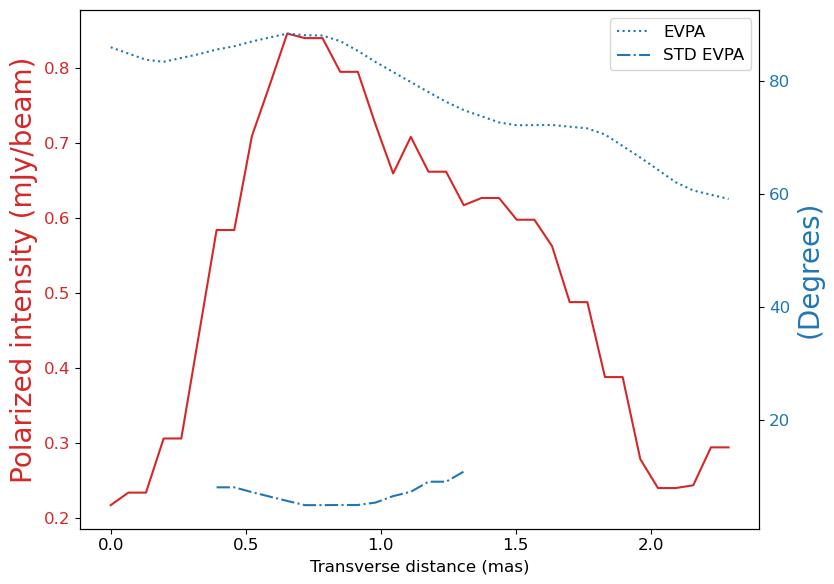 EVPA
STD EVPA
Polarized intensity (mJy/beam)
0.8
0.7
0.6
0.5
0.4
0.3
0.2
80
60
40
20
(Degrees)
0.0 0.5 1.0 1.5 2.0
Transverse distance (mas)